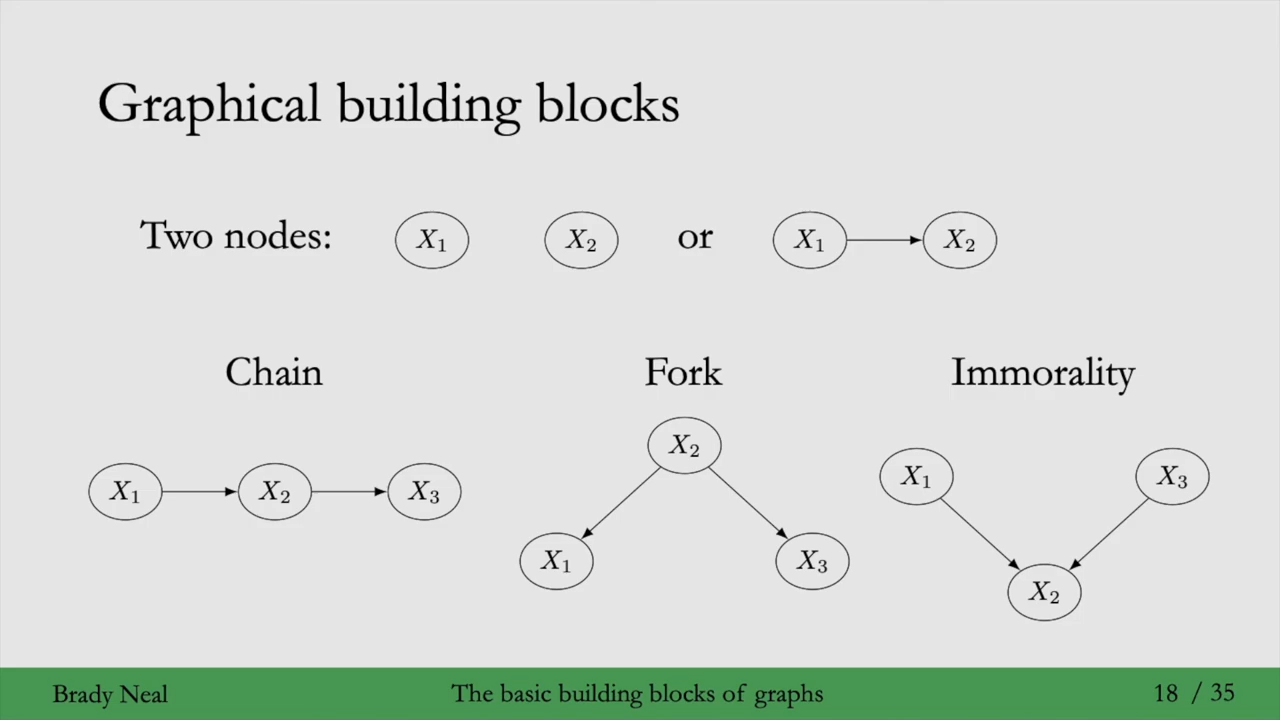 Graphical building blocks
Two nodes: X₁ X₂ or X₁ X₂
Chain Fork Immorality
X₂
X₁ X₃
X₁ X₂ X₃
X₁ X₃
X₂
Brady Neal The basic building blocks of graphs 18 / 35